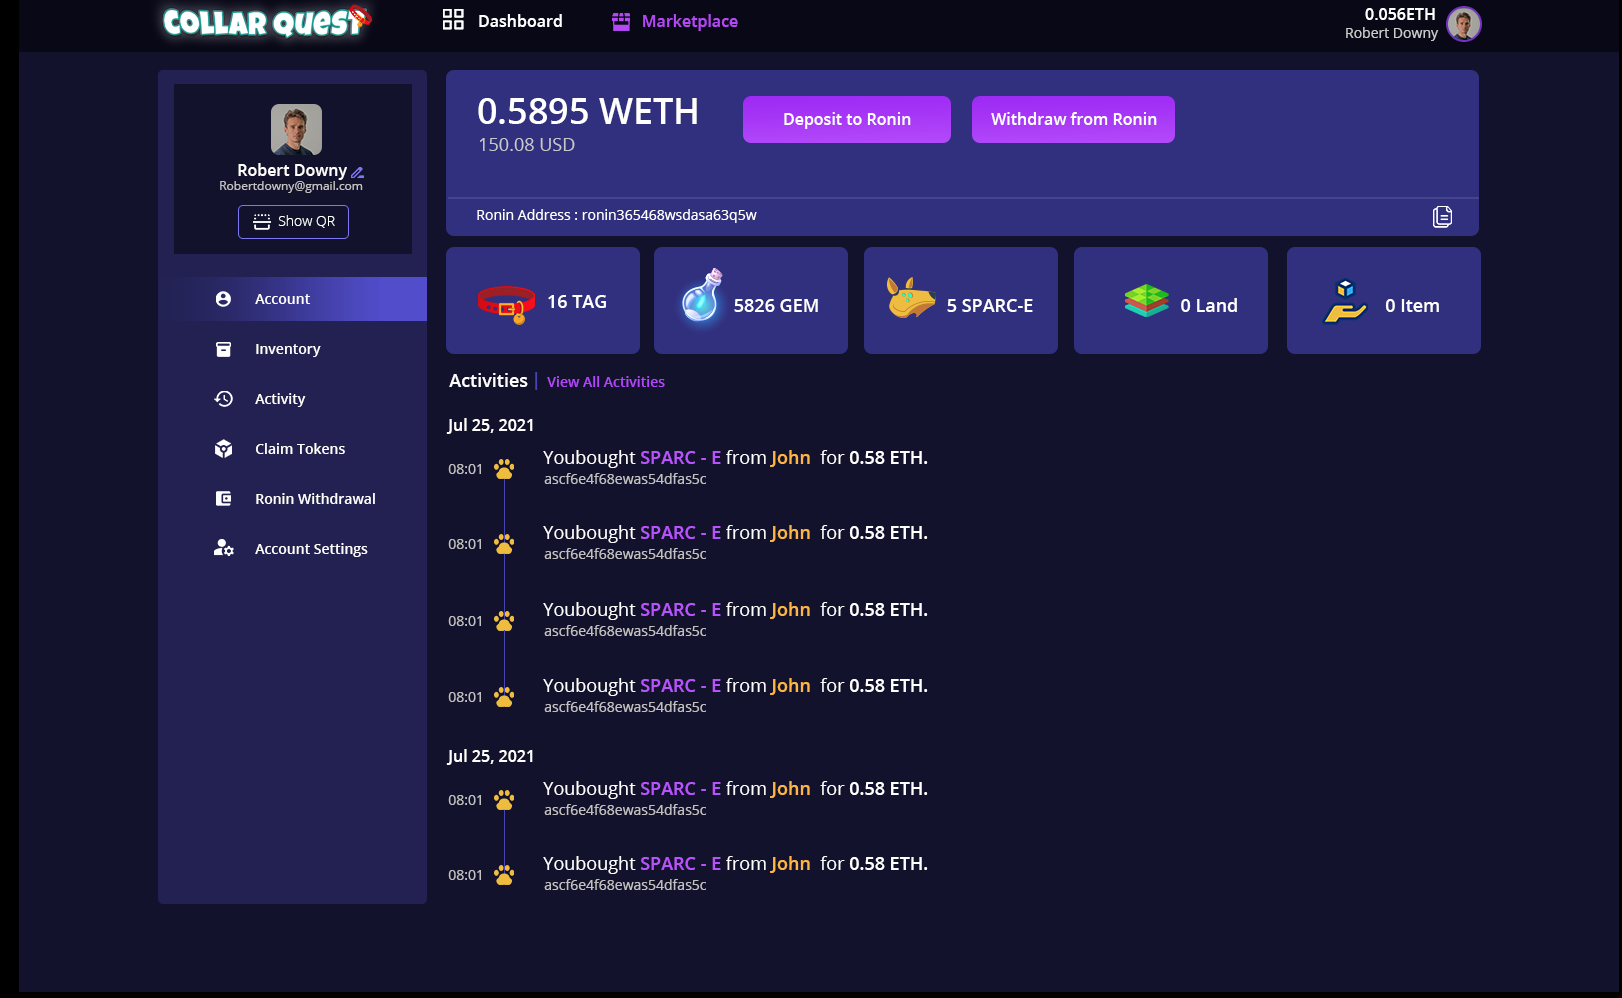 COLLAR QUEST
Dashboard
Marketplace
0.056ETH
Robert Downy
Robert Downy
Robertdowny@gmail.com
Show QR
Account
Inventory
Activity
Claim Tokens
Ronin Withdrawal
Account Settings
0.5895 WETH
150.08 USD
Deposit to Ronin
Withdraw from Ronin
Ronin Address : ronin365468wsdasa63q5w
16 TAG
5826 GEM
5 SPARC-E
0 Land
0 Item
Activities | View All Activities
Jul 25, 2021
08:01
Youbought SPARC - E from John for 0.58 ETH.
ascf6e4f68ewas54dfas5c
08:01
Youbought SPARC - E from John for 0.58 ETH.
ascf6e4f68ewas54dfas5c
08:01
Youbought SPARC - E from John for 0.58 ETH.
ascf6e4f68ewas54dfas5c
08:01
Youbought SPARC - E from John for 0.58 ETH.
ascf6e4f68ewas54dfas5c
Jul 25, 2021
08:01
Youbought SPARC - E from John for 0.58 ETH.
ascf6e4f68ewas54dfas5c
08:01
Youbought SPARC - E from John for 0.58 ETH.
ascf6e4f68ewas54dfas5c